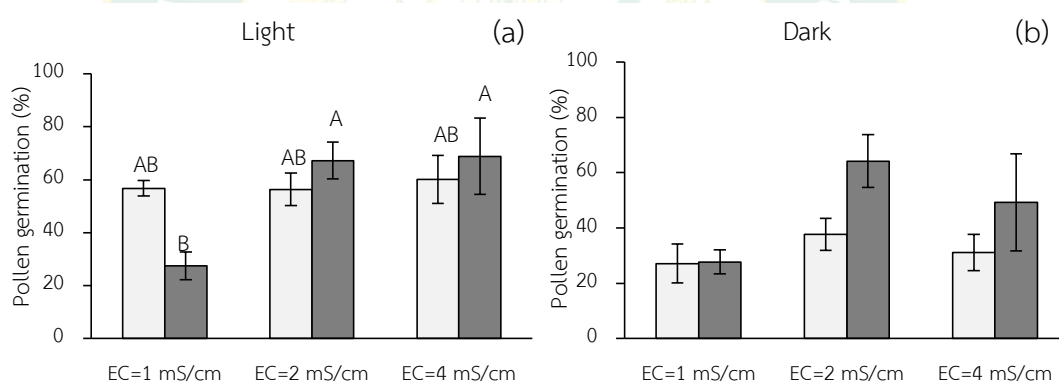 Light
(a)
Pollen germination (%)
100
80
60
40
20
0
AB
B
AB
A
AB
A
EC=1 mS/cm
EC=2 mS/cm
EC=4 mS/cm
Dark
(b)
Pollen germination (%)
100
80
60
40
20
0
EC=1 mS/cm
EC=2 mS/cm
EC=4 mS/cm